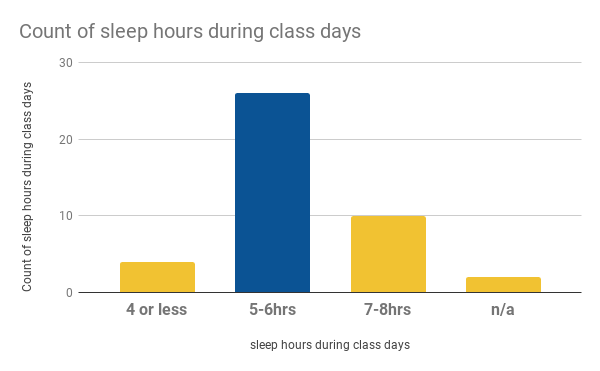 Count of sleep hours during class days
Count of sleep hours during class days
30
20
10
0
4 or less
5-6hrs
7-8hrs
n/a
sleep hours during class days